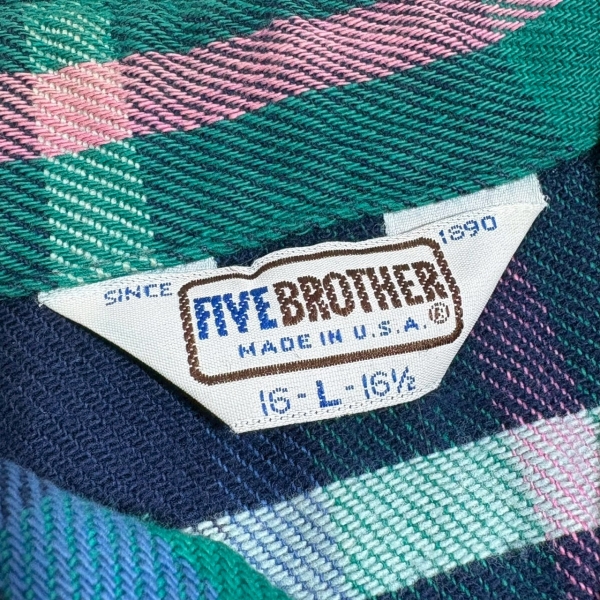 SINCE 1890
FIVE BROTHER
MADE IN U.S.A.®
16-L-16½